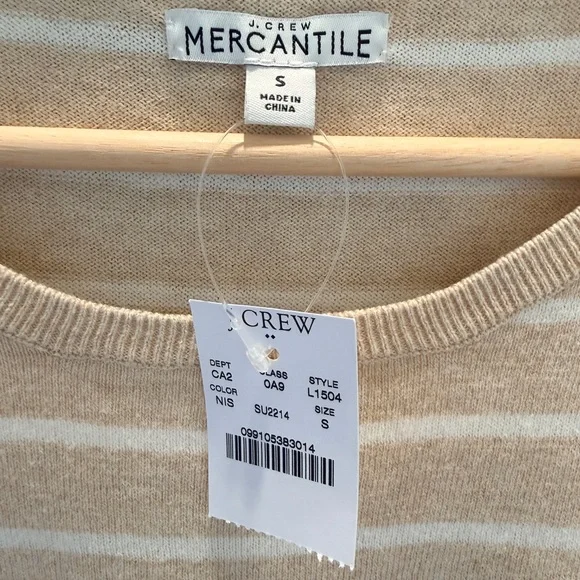 J. CREW
MERCANTILE
S
MADE IN
CHINA
J.CREW
DEPT CLASS STYLE
CA2 0A9 L1504
COLOR SIZE
NIS SU2214 S
099105383014